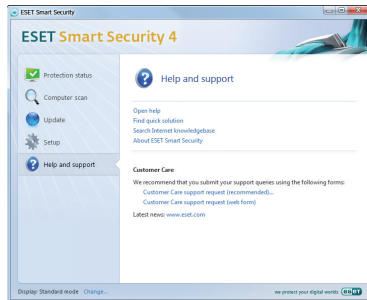 ESET Smart Security
ESET Smart Security 4
Protection status
Computer scan
Update
Setup
Help and support
Help and support
Open help
Find quick solution
Search Internet knowledgebase
About ESET Smart Security
Customer Care
We recommend that you submit your support queries using the following forms:
Customer Care support request (recommended)...
Customer Care support request (web form)
Latest news: www.eset.com
Display: Standard mode Change...
we protect your digital worlds eset